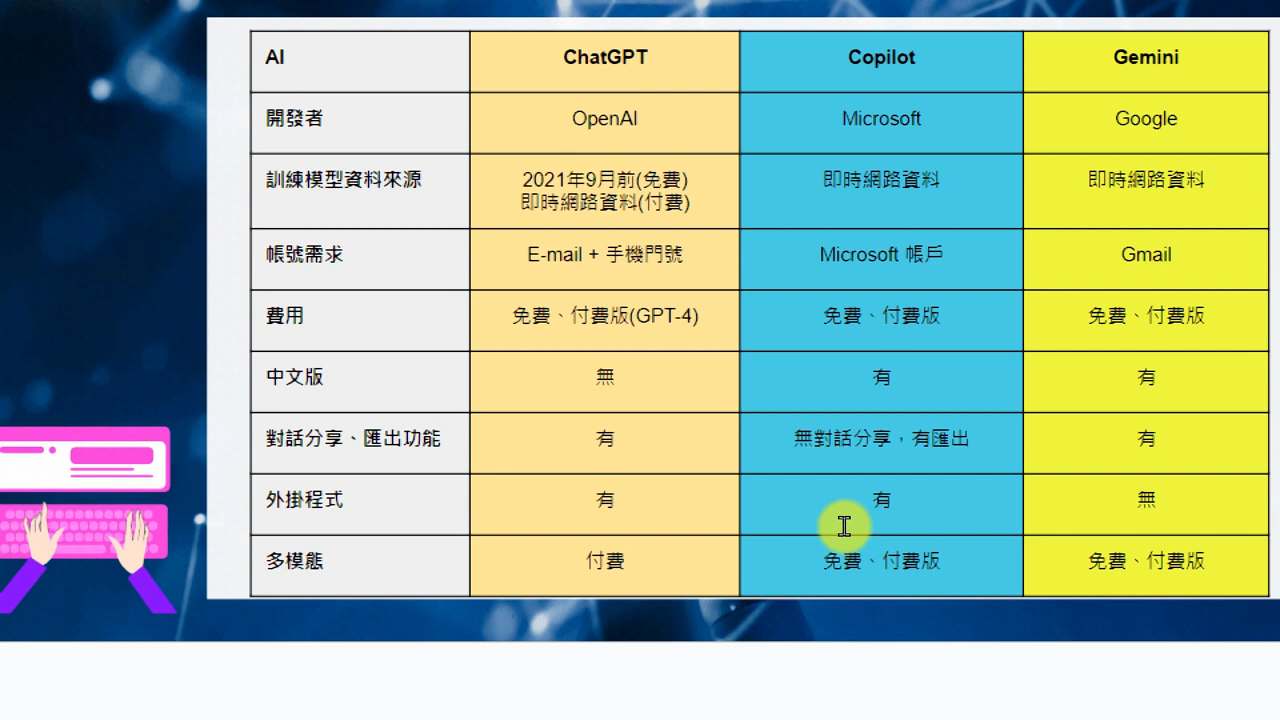 AI ChatGPT Copilot Gemini
開發者 OpenAI Microsoft Google
訓練模型資料來源 2021年9月前(免費) 即時網路資料 即時網路資料
即時網路資料(付費)
帳號需求 E-mail + 手機門號 Microsoft 帳戶 Gmail
費用 免費、付費版(GPT-4) 免費、付費版 免費、付費版
中文版 無 有 有
對話分享、匯出功能 有 無對話分享，有匯出 有
外掛程式 有 有 無
多模態 付費 免費、付費版 免費、付費版